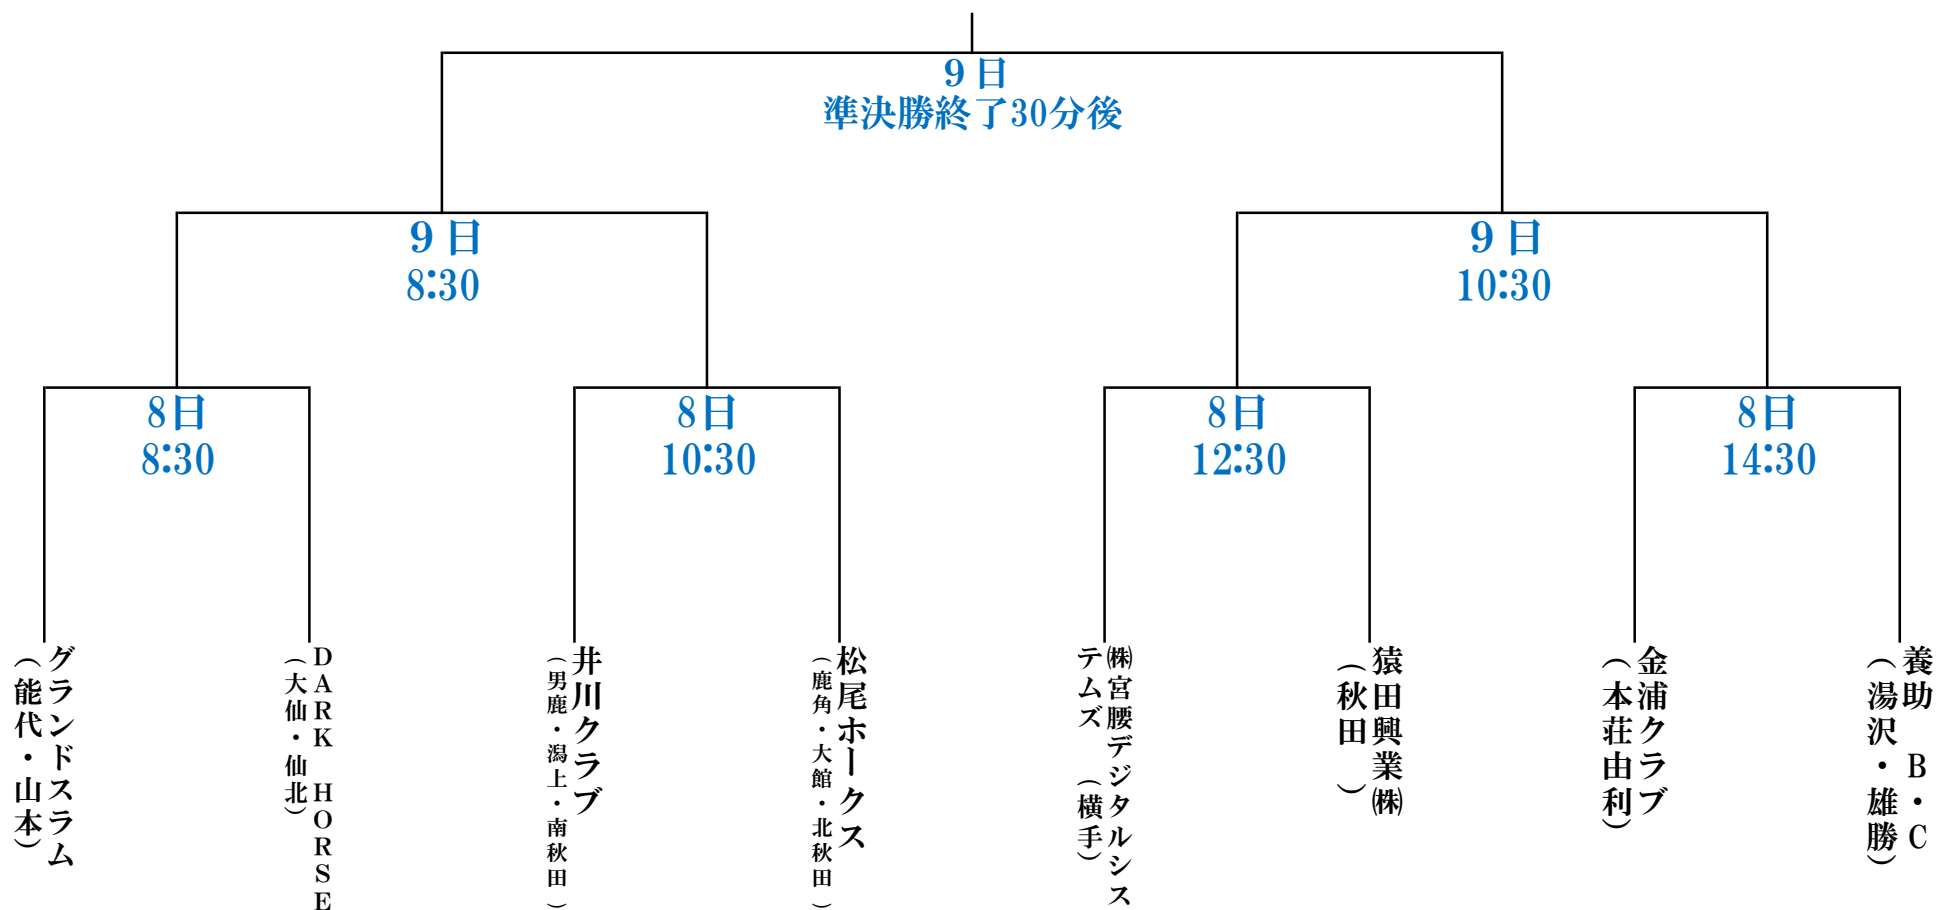 9日
準決勝終了30分後
9日
8:30
9日
10:30
8日
8:30
8日
10:30
8日
12:30
8日
14:30
グランドスラム
（能代・山本）
DARK HORSE
（大仙・仙北）
井川クラブ
（男鹿・潟上・南秋田）
松尾ホークス
（鹿角・大館・北秋田）
㈱宮腰デジタルシス
テムズ （横手）
猿田興業㈱
（秋田 ）
金浦クラブ
（本荘由利）
養助 B・C
（湯沢・雄勝）